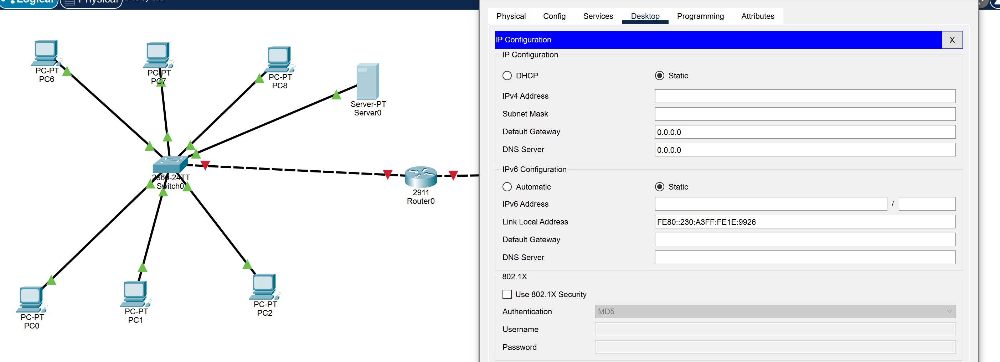 Logical
Physical
PC-PT
PC6
PC-PT
PC7
PC-PT
PC8
Server-PT
Server0
2960-24TT
Switch0
2911
Router0
PC-PT
PC0
PC-PT
PC1
PC-PT
PC2
Physical Config Services Desktop Programming Attributes
IP Configuration X
IP Configuration
DHCP Static
IPv4 Address
Subnet Mask
Default Gateway 0.0.0.0
DNS Server 0.0.0.0
IPv6 Configuration
Automatic Static
IPv6 Address /
Link Local Address FE80::230:A3FF:FE1E:9926
Default Gateway
DNS Server
802.1X
Use 802.1X Security
Authentication MD5
Username
Password